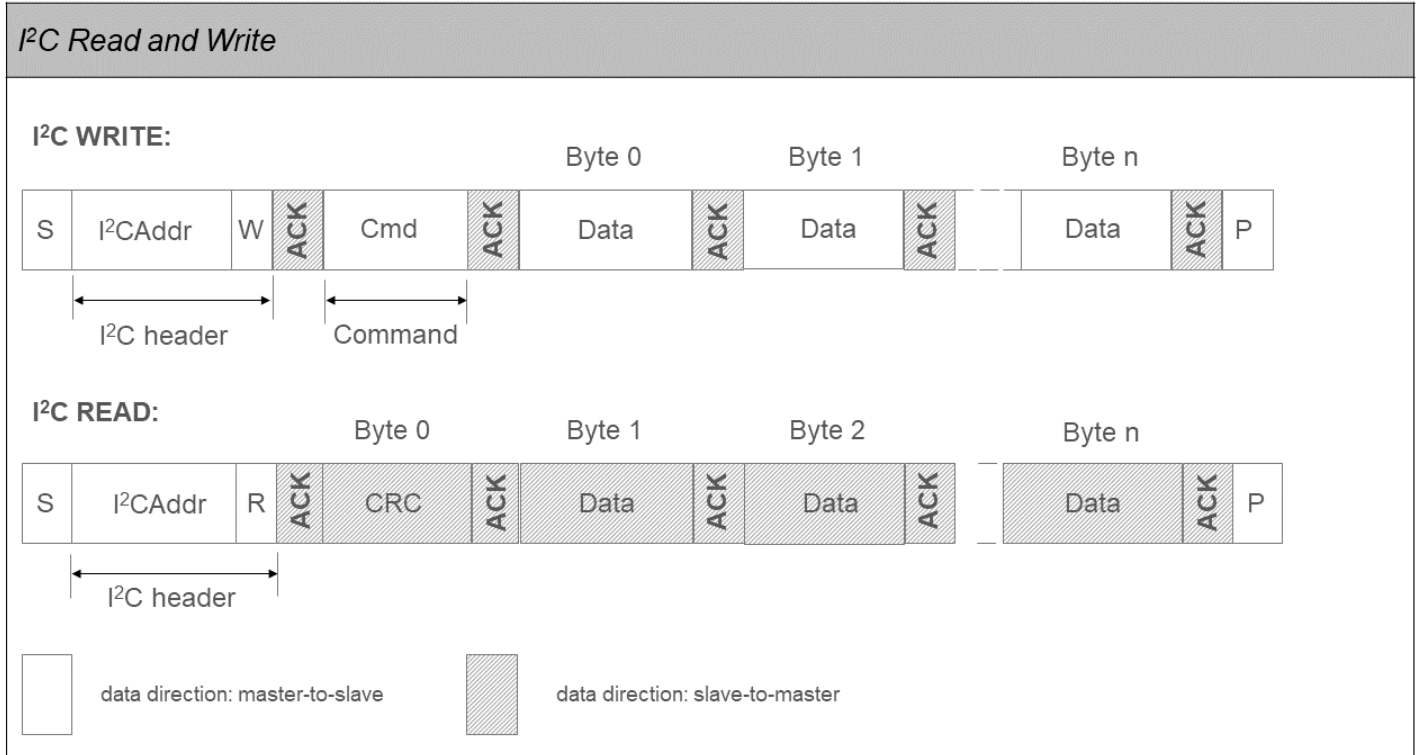 I²C Read and Write
I²C WRITE:
Byte 0 Byte 1 Byte n
S I²CAddr W ACK Cmd ACK Data ACK Data ACK Data ACK P
I²C header Command
I²C READ:
Byte 0 Byte 1 Byte 2 Byte n
S I²CAddr R ACK CRC ACK Data ACK Data ACK Data ACK P
I²C header
data direction: master-to-slave data direction: slave-to-master